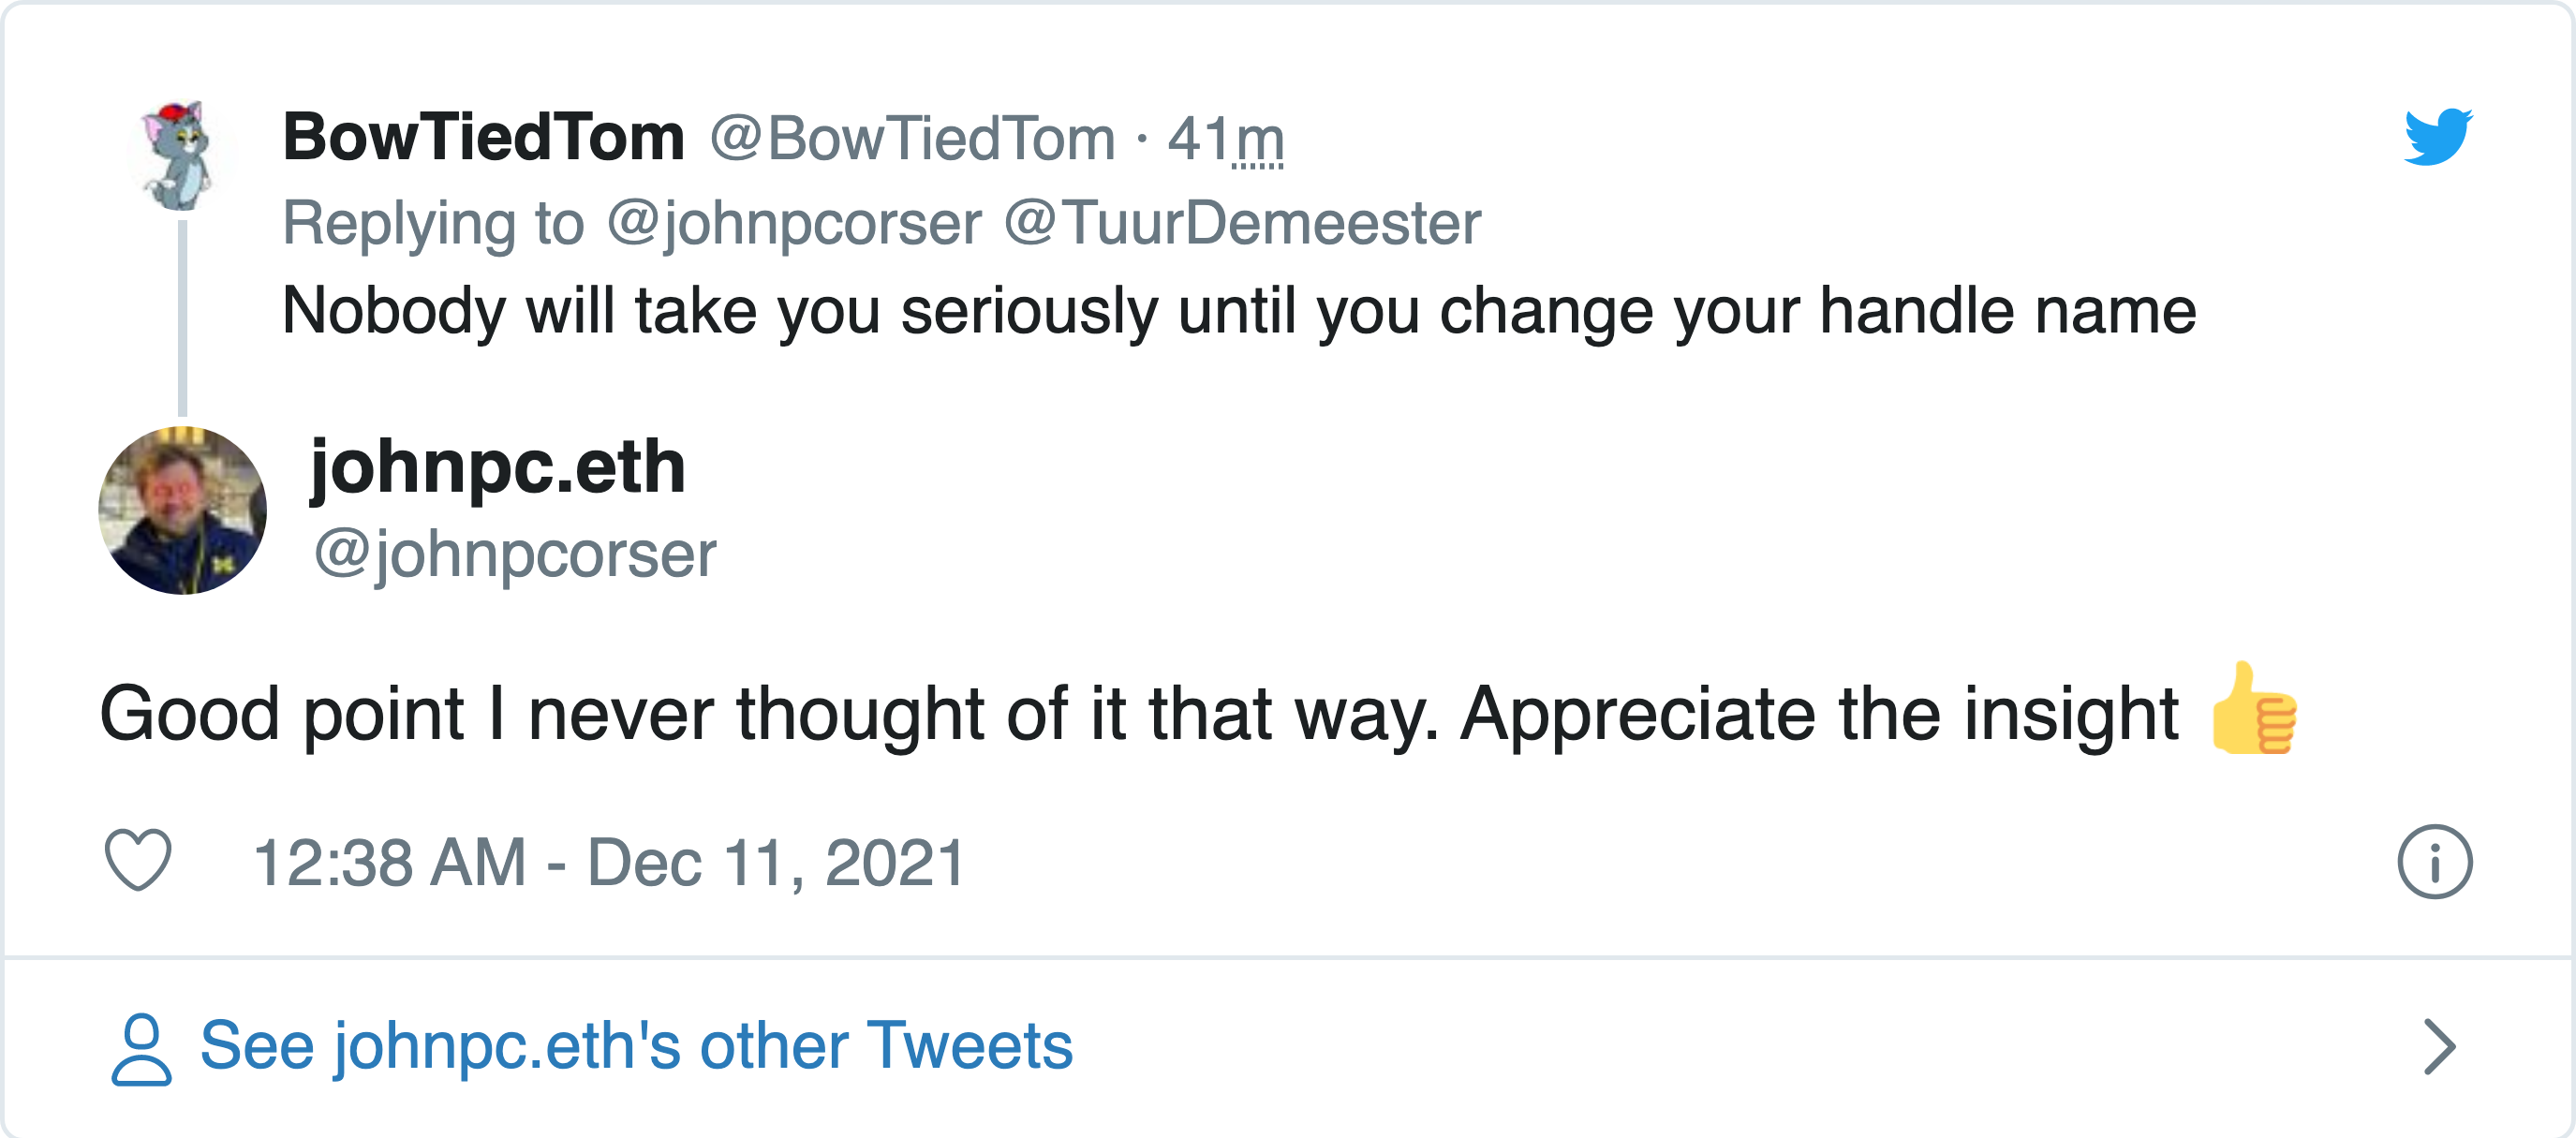 BowTiedTom @BowTiedTom · 41m
Replying to @johnpcorser @TuurDemeester
Nobody will take you seriously until you change your handle name
johnpc.eth
@johnpcorser
Good point I never thought of it that way. Appreciate the insight 👍
12:38 AM - Dec 11, 2021
See johnpc.eth's other Tweets